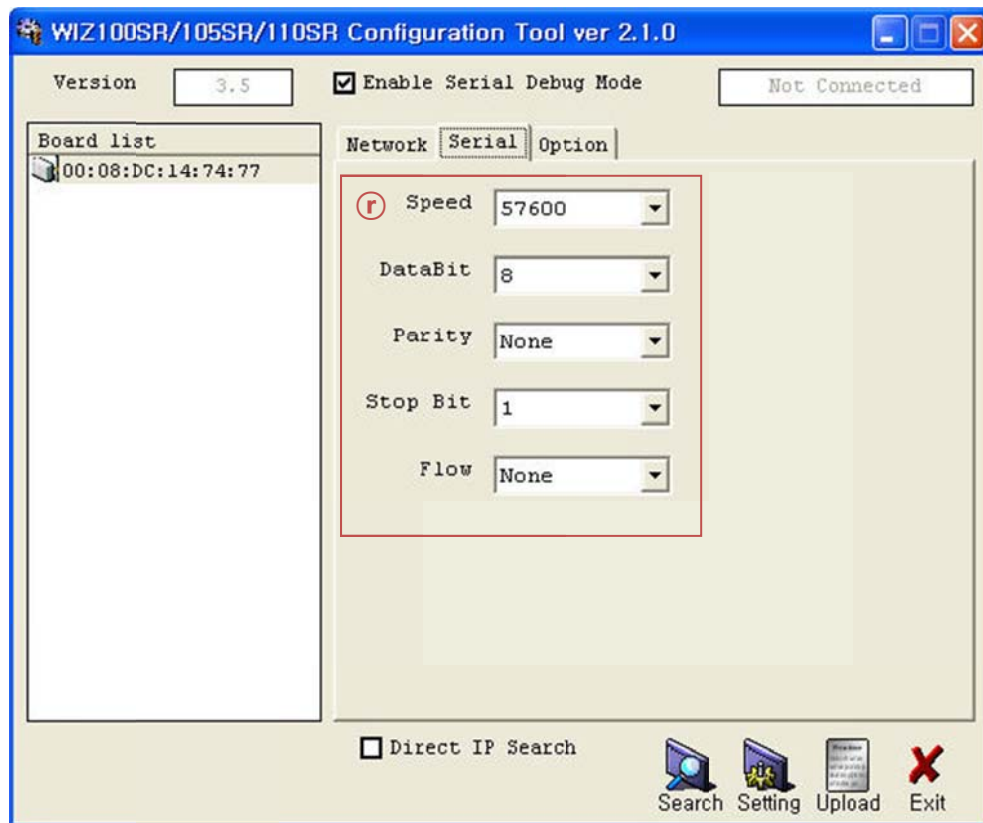 WIZ100SR/105SR/110SR Configuration Tool ver 2.1.0
Version 3.5 Enable Serial Debug Mode Not Connected
Board list
00:08:DC:14:74:77
Network Serial Option
ⓡ Speed 57600
DataBit 8
Parity None
Stop Bit 1
Flow None
Direct IP Search
Search Setting Upload Exit